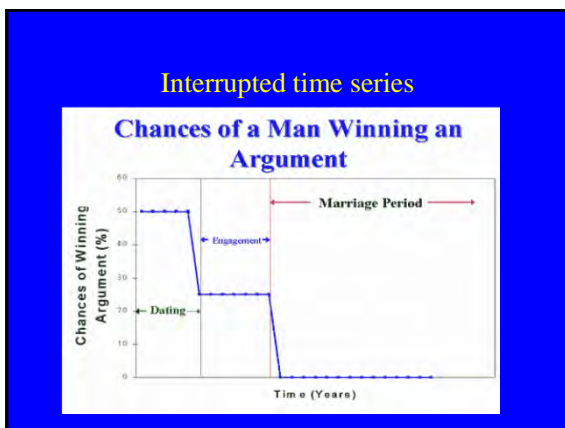 Interrupted time series
Chances of a Man Winning an
Argument
Chances of Winning
Argument (%)
60
50
40
30
20
10
0
Marriage Period
Engagement
Dating
Time (Years)